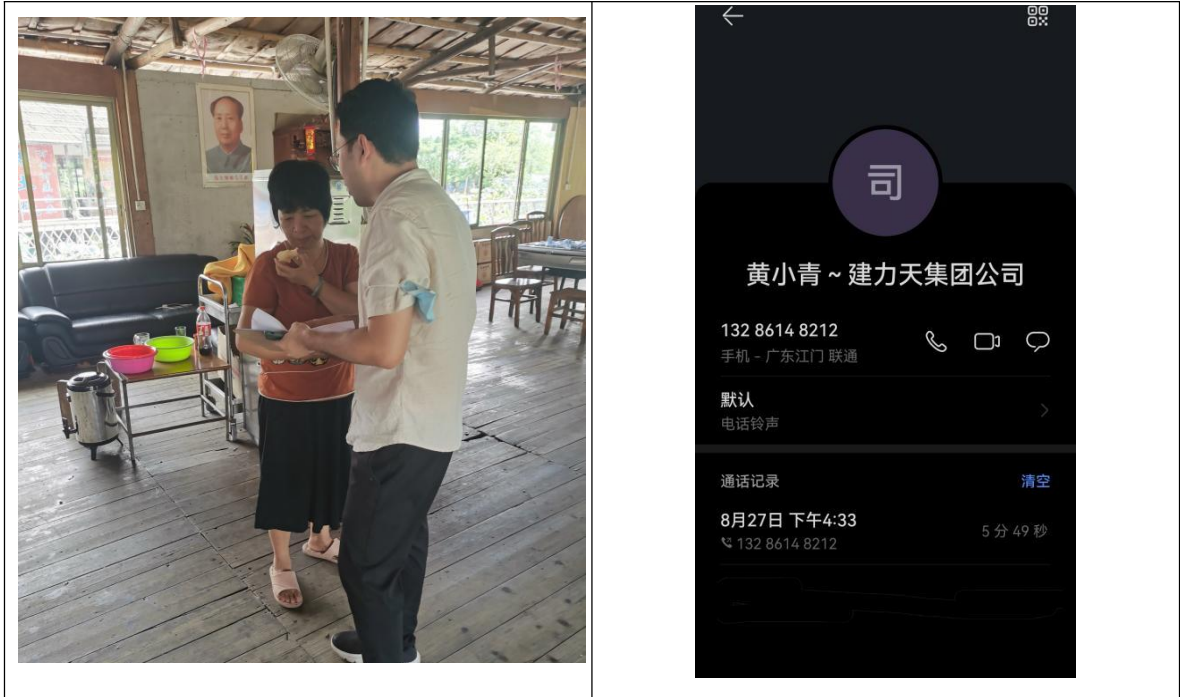 司
黄小青 ~ 建力天集团公司
132 8614 8212
手机 - 广东江门 联通
默认
电话铃声
通话记录
清空
8月27日 下午4:33
5 分 49 秒
132 8614 8212